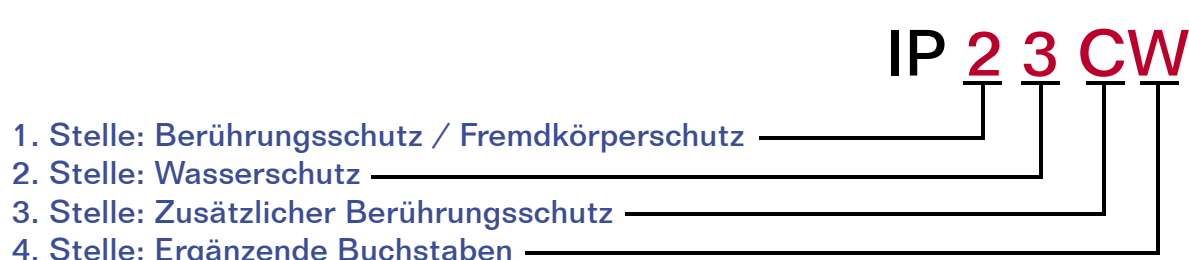 IP 2 3 CW
1. Stelle: Berührungsschutz / Fremdkörperschutz
2. Stelle: Wasserschutz
3. Stelle: Zusätzlicher Berührungsschutz
4. Stelle: Ergänzende Buchstaben